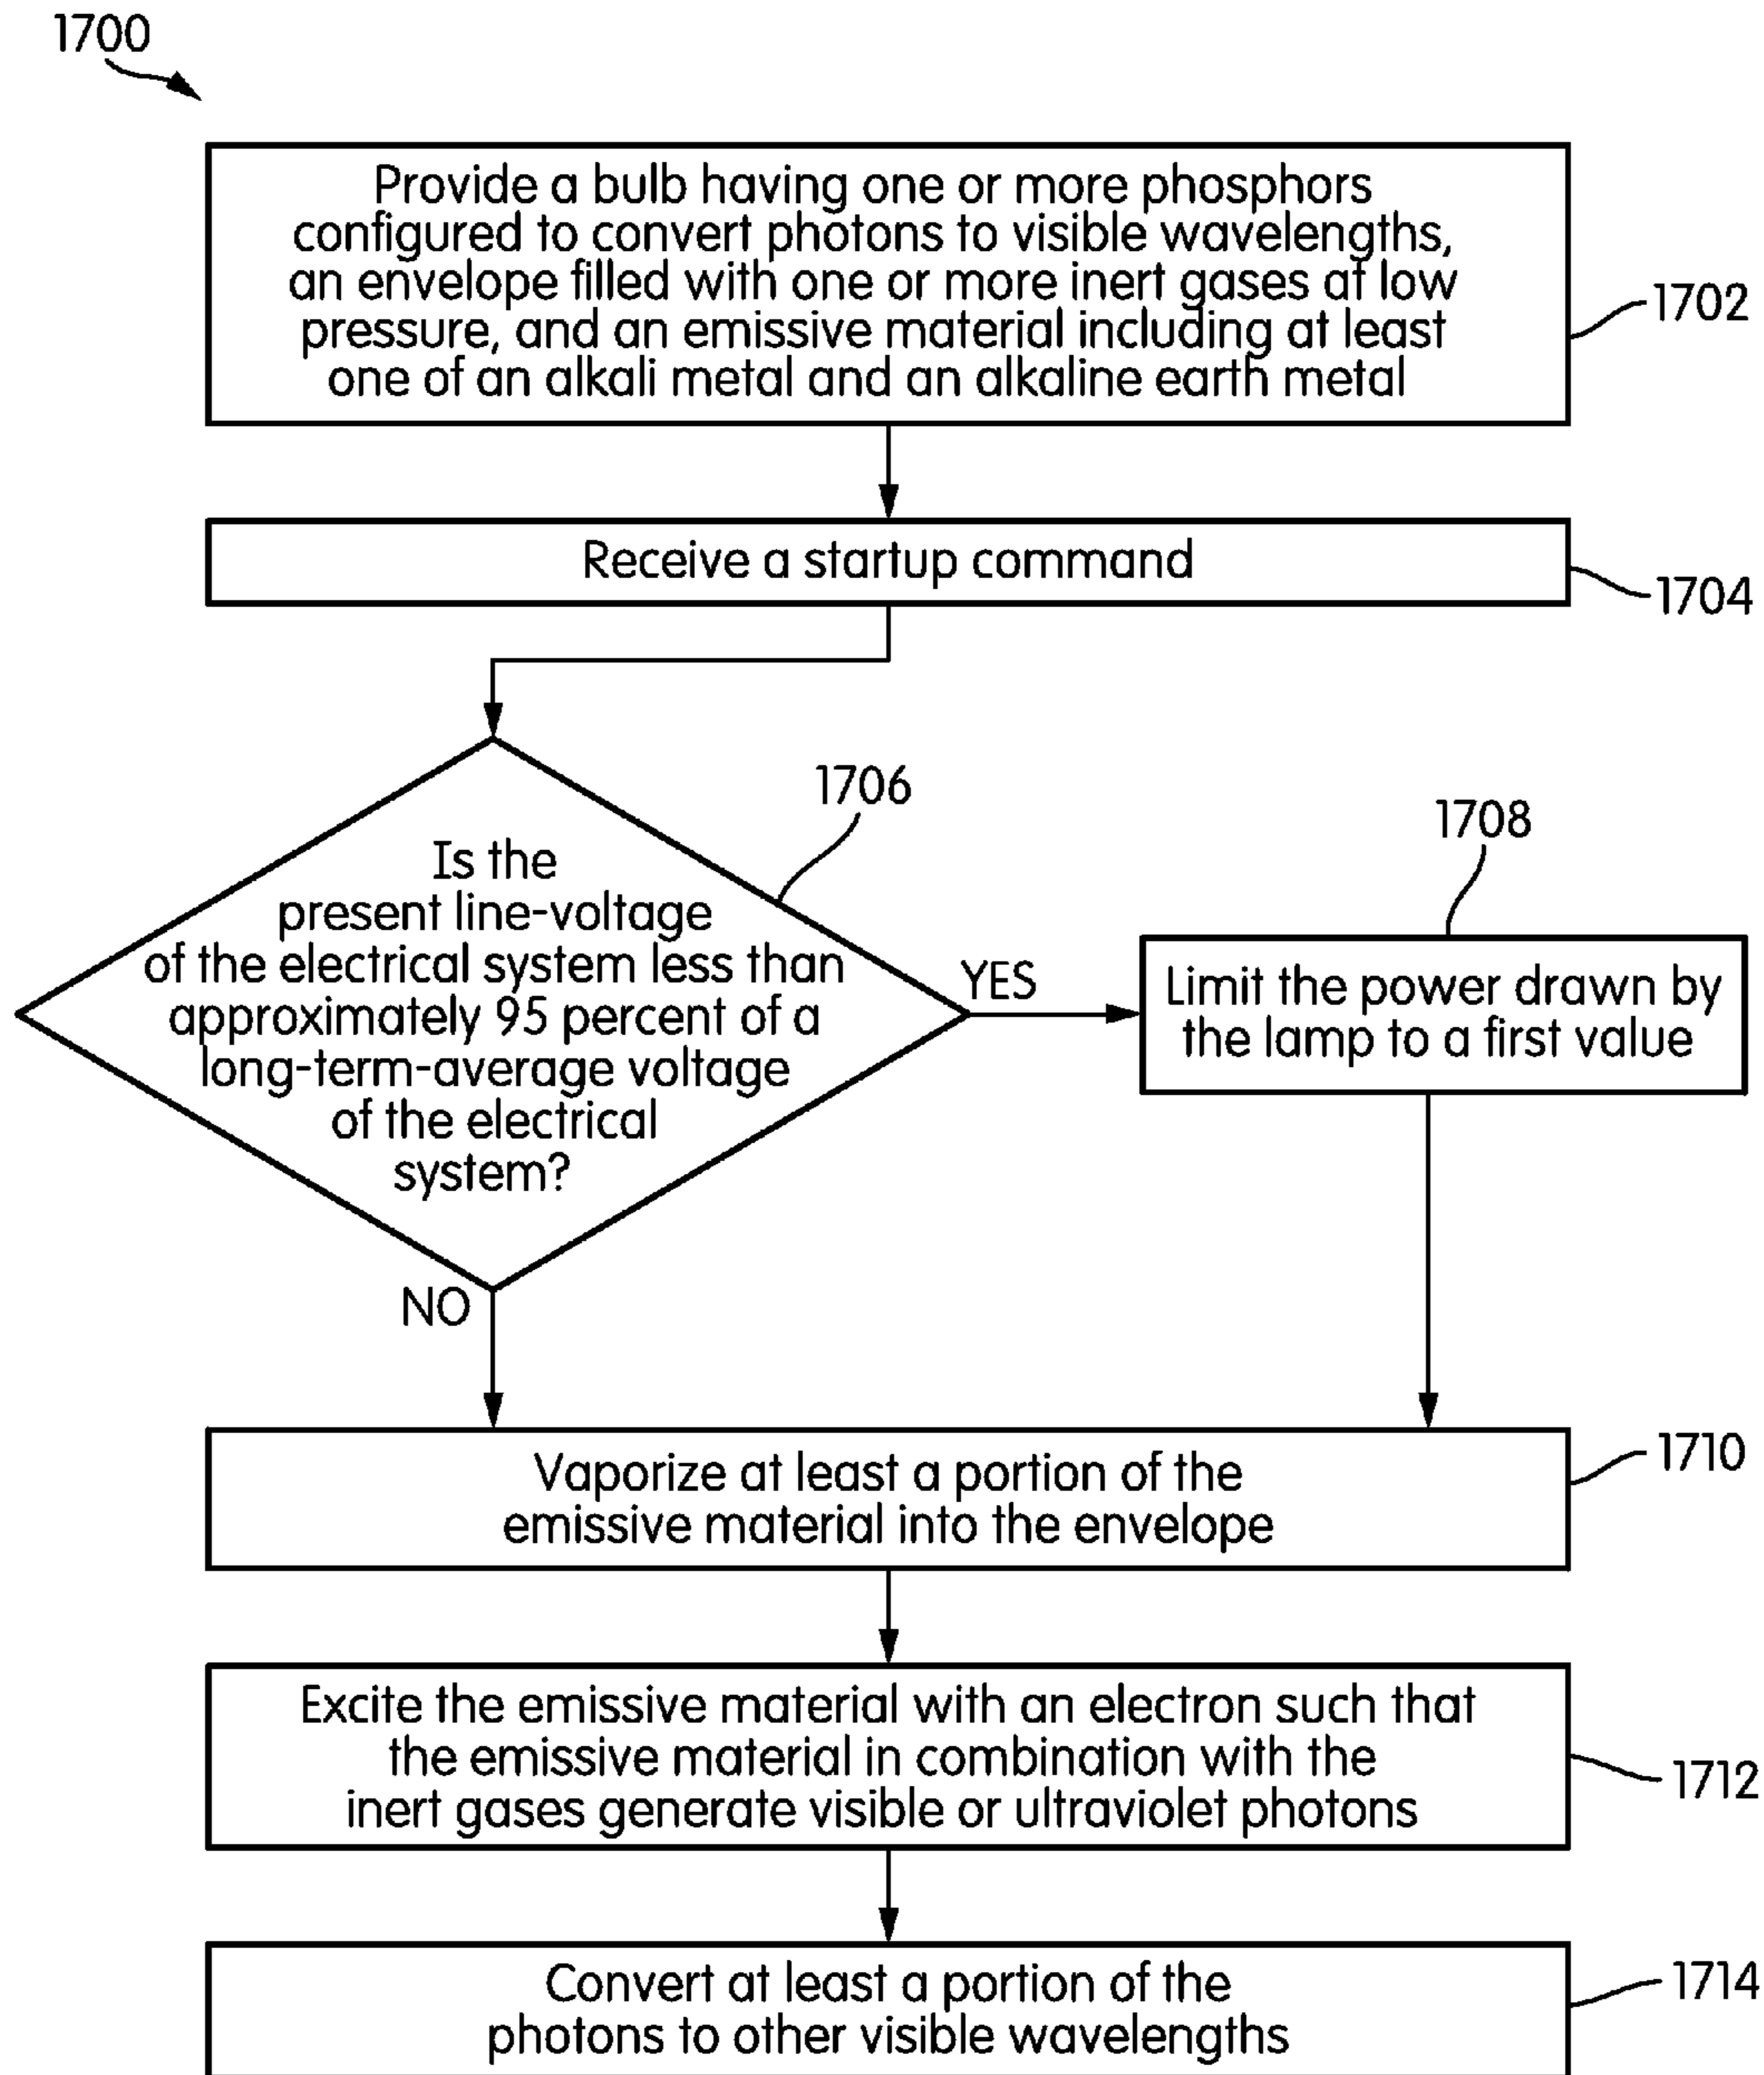 1700
Provide a bulb having one or more phosphors
configured to convert photons to visible wavelengths,
an envelope filled with one or more inert gases at low
pressure, and an emissive material including at least
one of an alkali metal and an alkaline earth metal
1702
Receive a startup command
1704
1706
Is the
present line-voltage
of the electrical system less than
approximately 95 percent of a
long-term-average voltage
of the electrical
system?
YES
NO
1708
Limit the power drawn by
the lamp to a first value
Vaporize at least a portion of the
emissive material into the envelope
1710
Excite the emissive material with an electron such that
the emissive material in combination with the
inert gases generate visible or ultraviolet photons
1712
Convert at least a portion of the
photons to other visible wavelengths
1714